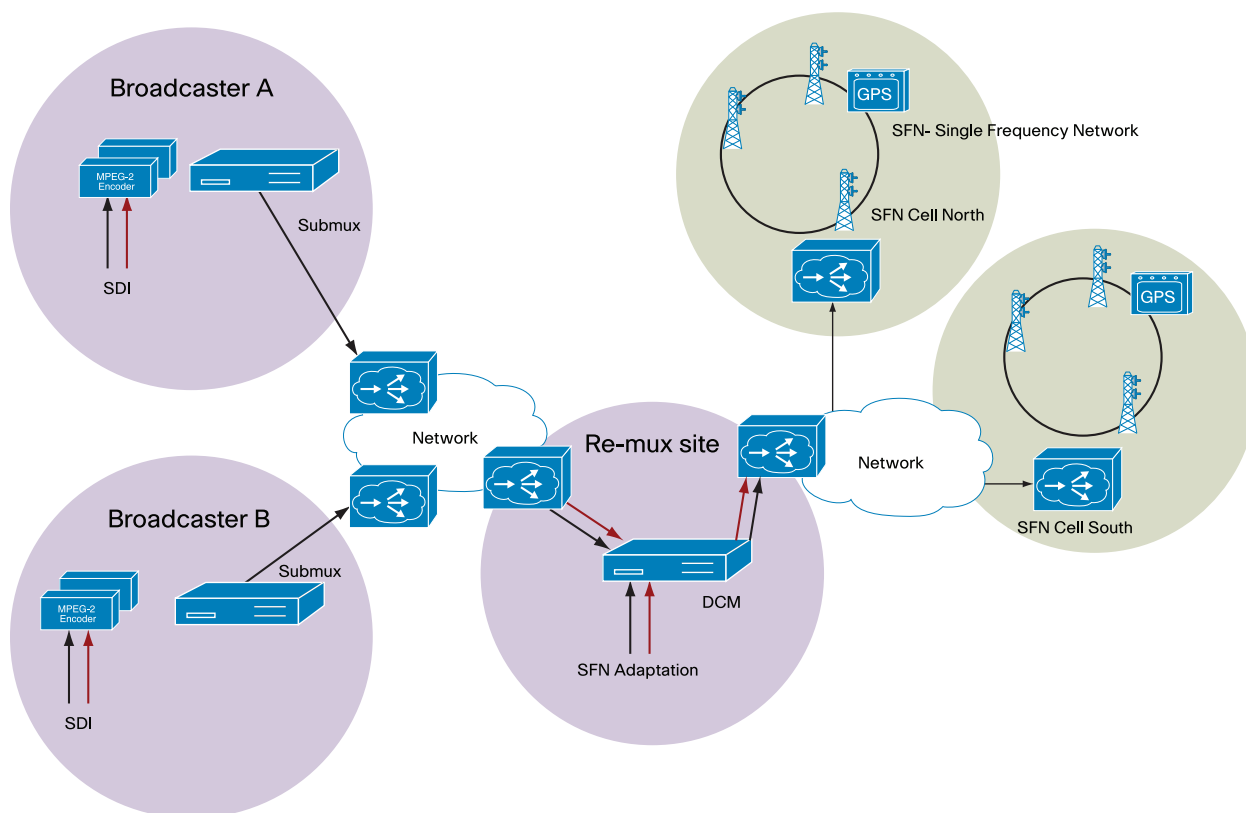 Broadcaster A
MPEG-2
Encoder
Submux
SDI
GPS
SFN- Single Frequency Network
SFN Cell North
GPS
SFN Cell South
Network
Re-mux site
Network
DCM
SFN Adaptation
Broadcaster B
Submux
MPEG-2
Encoder
SDI